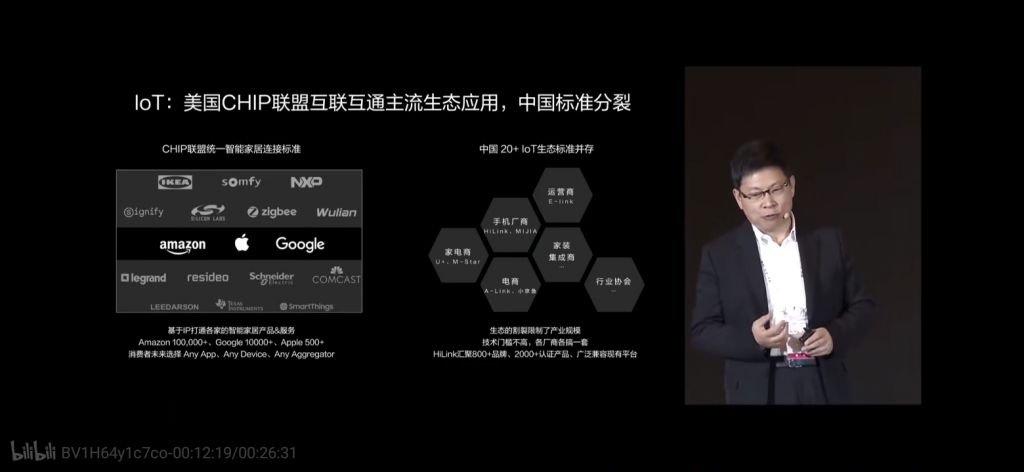 IoT：美国CHIP联盟互联互通主流生态应用，中国标准分裂
CHIP联盟统一智能家居连接标准
IKEA somfy NXP
Signify SILICON LABS zigbee Wulian
amazon Google
legrand resideo Schneider Electric COMCAST
LEEDARSON TEXAS INSTRUMENTS SmartThings
基于IP打通各家的智能家居产品&服务
Amazon 100,000+、Google 10000+、Apple 500+
消费者未来选择 Any App、Any Device、Any Aggregator
中国 20+ IoT生态标准并存
运营商
E-link
手机厂商
HiLink、MIJIA
家电商
U+、M-Star
家装
集成商
...
电商
A-Link、小京鱼
行业协会
...
生态的割裂限制了产业规模
技术门槛不高，各厂商各搞一套
HiLink汇聚800+品牌、2000+认证产品、广泛兼容现有平台
bilibili BV1H64y1c7co-00:12:19/00:26:31